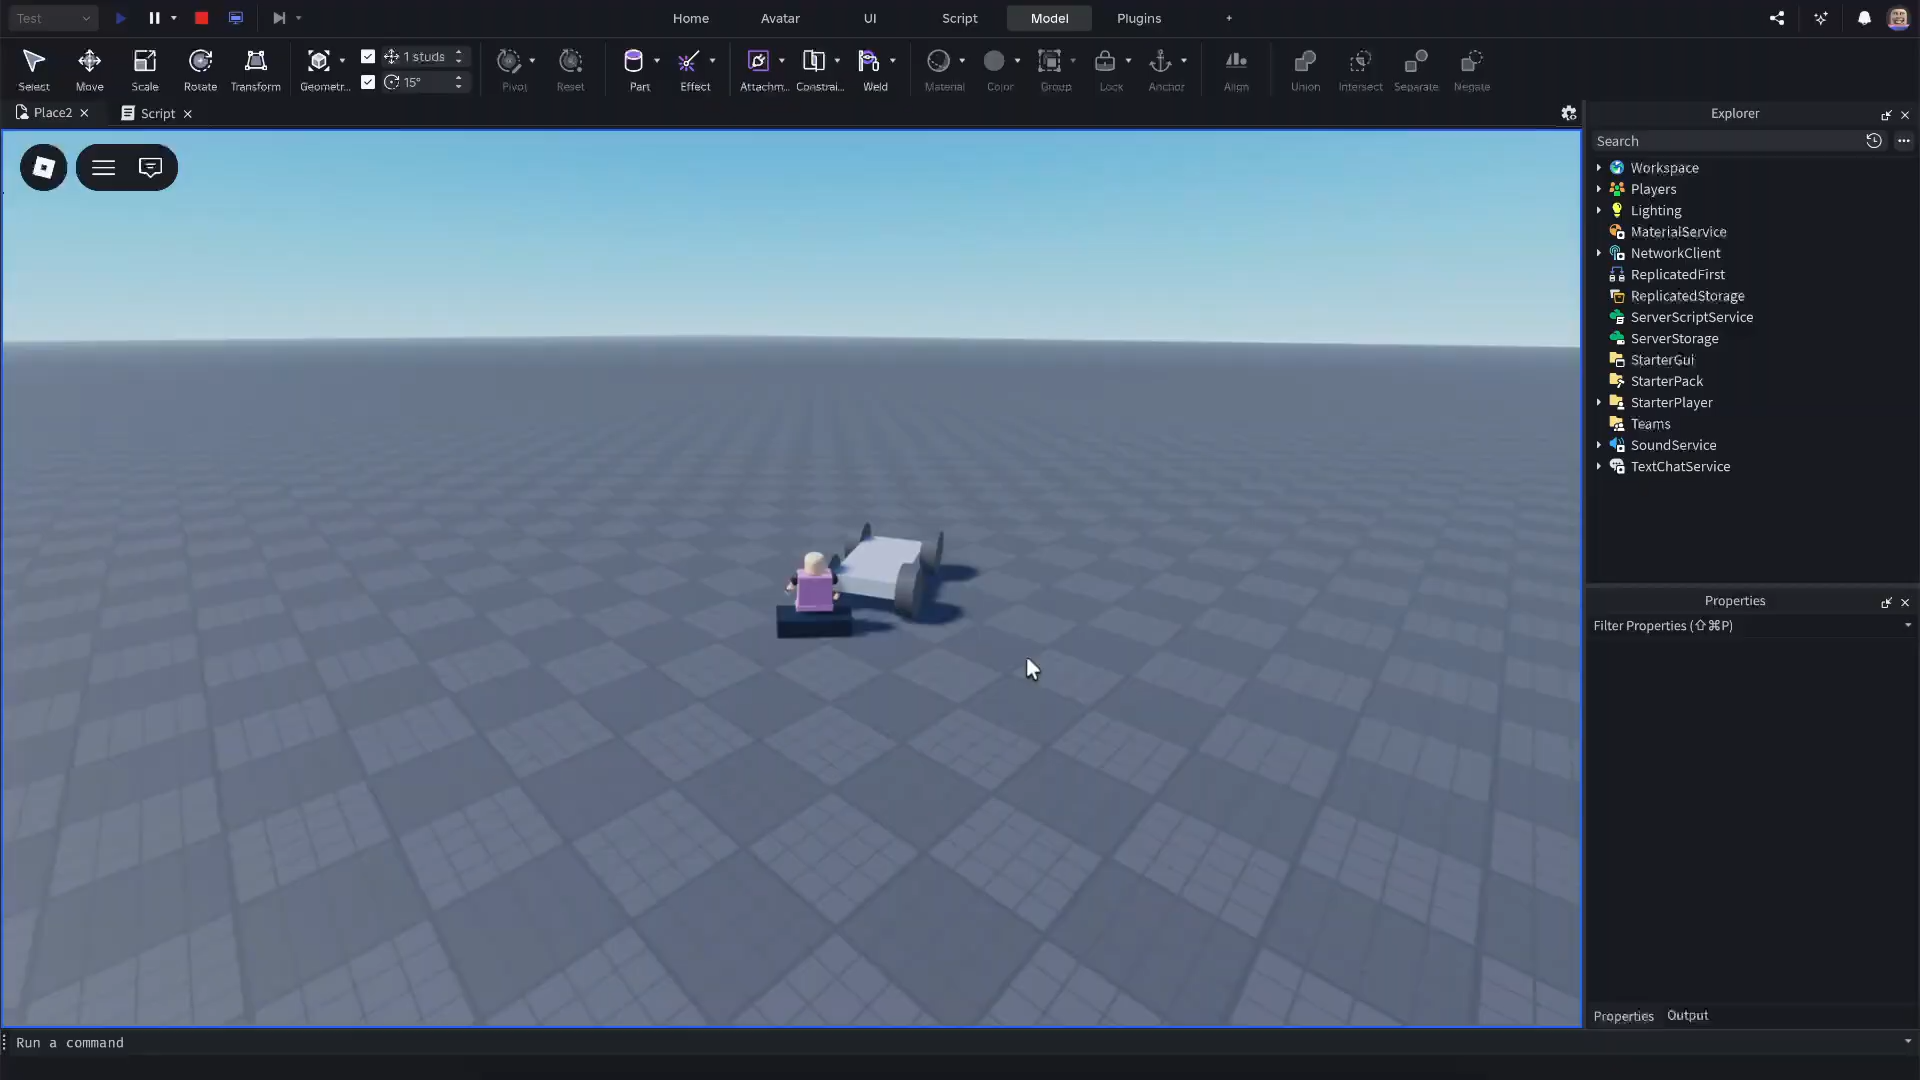 Test
Home
Avatar
UI
Script
Model
Plugins
+
Select
Move
Scale
Rotate
Transform
Geometr...
1 studs
15°
Pivot
Reset
Part
Effect
Attachm...
Constrai...
Weld
Material
Color
Group
Lock
Anchor
Align
Union
Intersect
Separate
Negate
Place2
Script
Explorer
Search
Workspace
Players
Lighting
MaterialService
NetworkClient
ReplicatedFirst
ReplicatedStorage
ServerScriptService
ServerStorage
StarterGui
StarterPack
StarterPlayer
Teams
SoundService
TextChatService
Properties
Filter Properties (⇧⌘P)
Properties
Output
Run a command